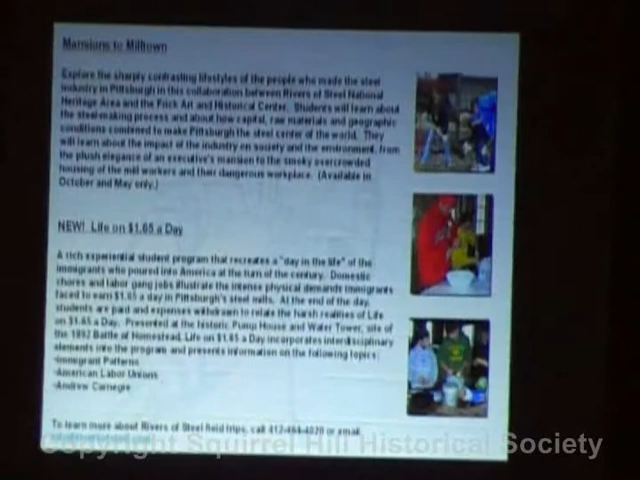 Mansions to Milltown
Explore the sharply contrasting lifestyles of the people who made the steel
industry in Pittsburgh in this collaboration between Rivers of Steel National
Heritage Area and the Frick Art and Historical Center. Students will learn about
the steel-making process and about how capital, raw materials and geographic
conditions combined to make Pittsburgh the steel center of the world. They
will learn about the impact of the industry on society and the environment, from
the plush elegance of an executive's mansion to the smoky overcrowded
housing of the mill workers and their dangerous workplace. (Available in
October and May only.)
NEW! Life on $1.65 a Day
A rich experiential student program that recreates a "day in the life" of the
immigrants who poured into America at the turn of the century. Domestic
chores and labor gang jobs illustrate the intense physical demands immigrants
faced to earn $1.65 a day in Pittsburgh's steel mills. At the end of the day,
students are paid and expenses withdrawn to relate the harsh realities of Life
on $1.65 a Day. Presented at the historic Pump House and Water Tower, site of
the 1892 Battle of Homestead, Life on $1.65 a Day incorporates interdisciplinary
elements into the program and presents information on the following topics:
•Immigrant Patterns
•American Labor Unions
•Andrew Carnegie
To learn more about Rivers of Steel field trips, call 412-464-4020 or email
Copyright Squirrel Hill Historical Society